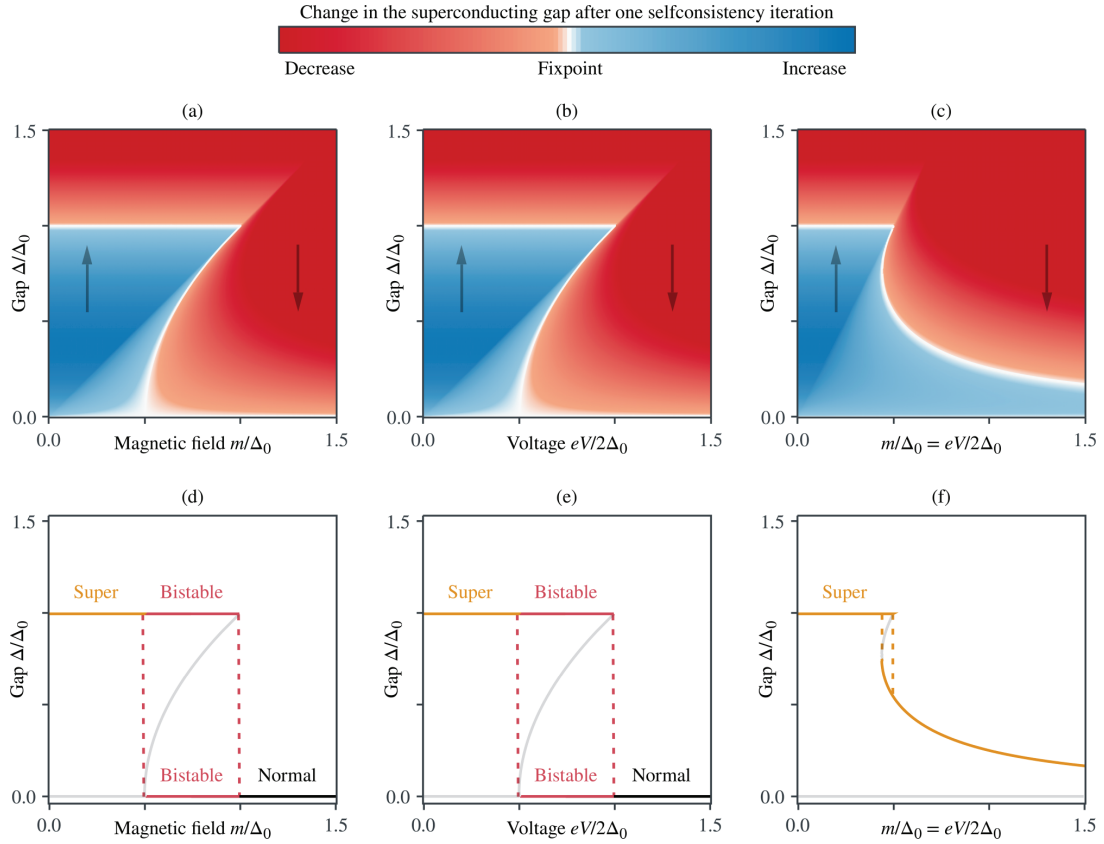 Change in the superconducting gap after one selfconsistency iteration
Decrease Fixpoint Increase
(a) (b) (c)
1.5 1.5 1.5
Gap Δ/Δ₀ Gap Δ/Δ₀ Gap Δ/Δ₀
0.0 0.0 0.0
0.0 Magnetic field m/Δ₀ 1.5 0.0 Voltage eV/2Δ₀ 1.5 0.0 m/Δ₀ = eV/2Δ₀ 1.5
(d) (e) (f)
1.5 1.5 1.5
Super Bistable Super Bistable Super
Gap Δ/Δ₀ Gap Δ/Δ₀ Gap Δ/Δ₀
Bistable Normal Bistable Normal
0.0 0.0 0.0
0.0 Magnetic field m/Δ₀ 1.5 0.0 Voltage eV/2Δ₀ 1.5 0.0 m/Δ₀ = eV/2Δ₀ 1.5